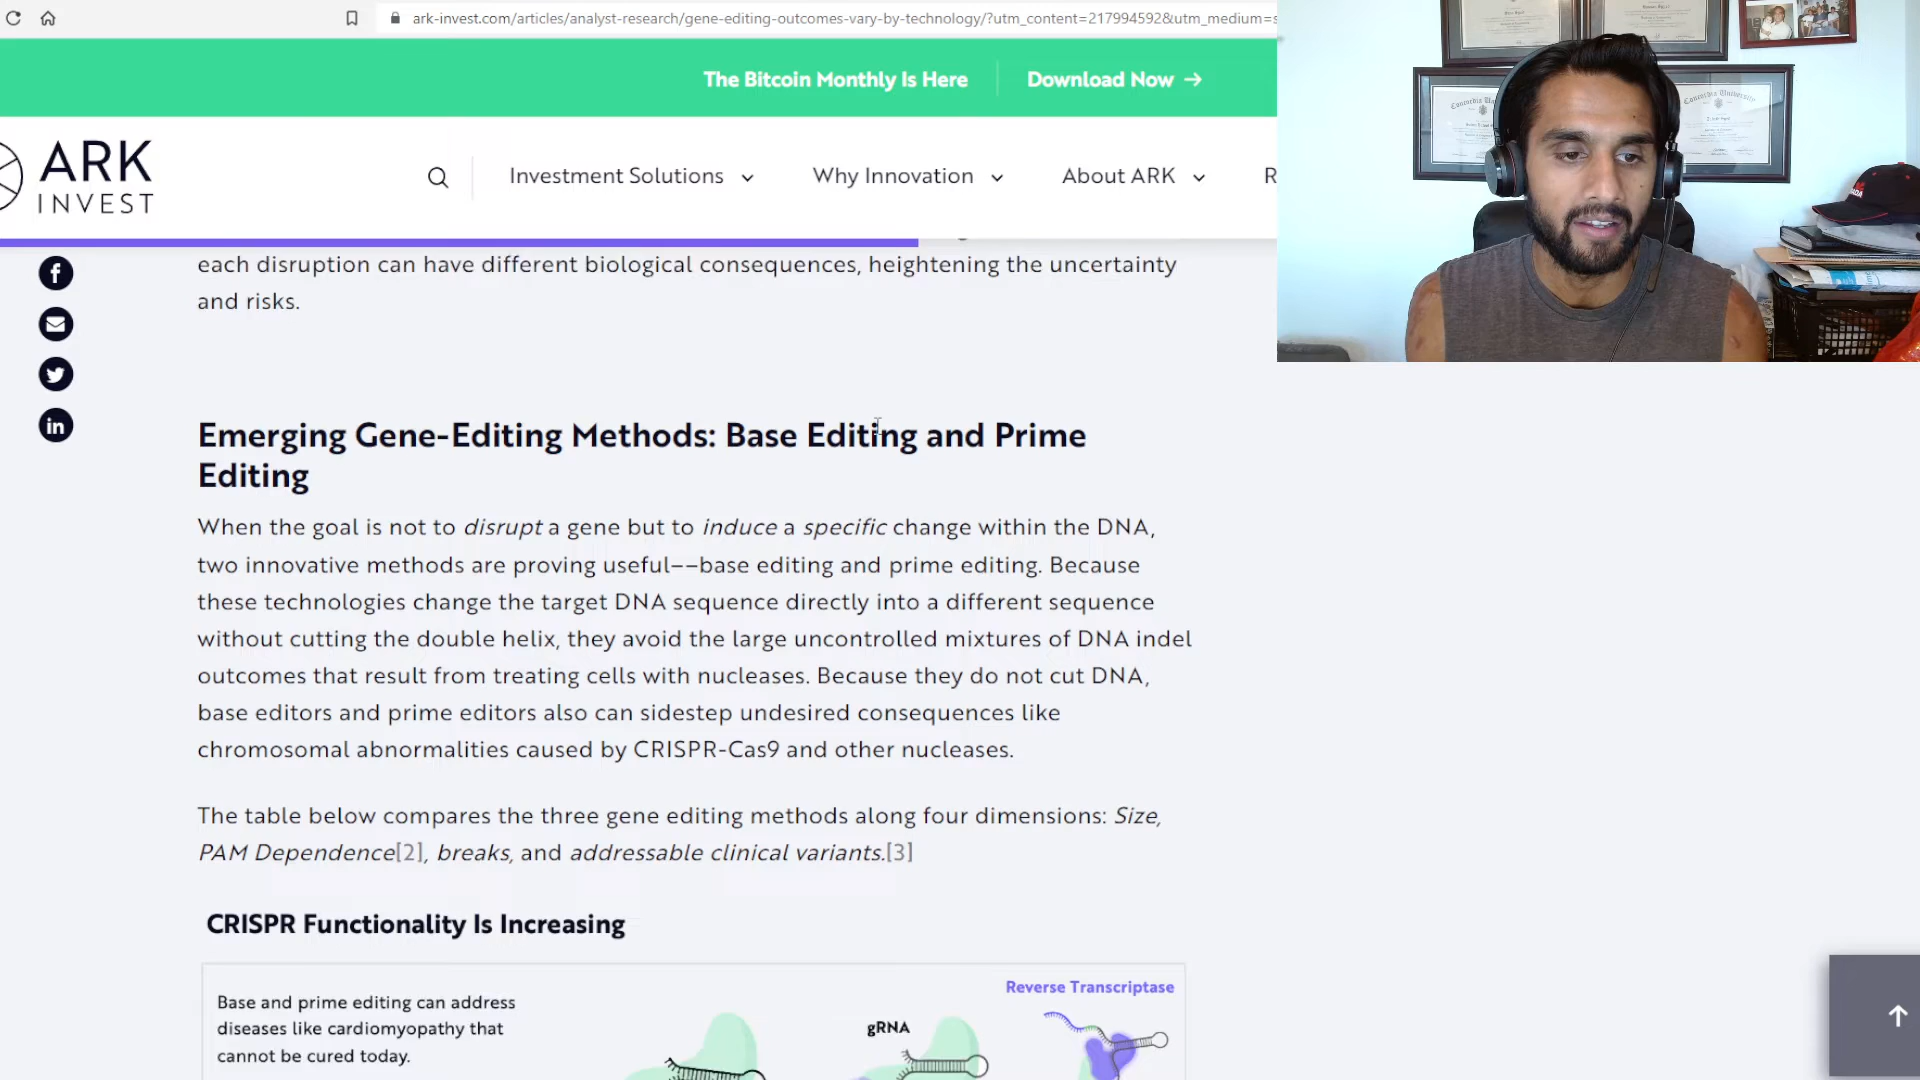 ark-invest.com/articles/analyst-research/gene-editing-outcomes-vary-by-technology/?utm_content=217994592&utm_medium=s
The Bitcoin Monthly Is Here
Download Now →
ARK
INVEST
Investment Solutions
Why Innovation
About ARK
R
each disruption can have different biological consequences, heightening the uncertainty
and risks.
Emerging Gene-Editing Methods: Base Editing and Prime
Editing
When the goal is not to disrupt a gene but to induce a specific change within the DNA,
two innovative methods are proving useful––base editing and prime editing. Because
these technologies change the target DNA sequence directly into a different sequence
without cutting the double helix, they avoid the large uncontrolled mixtures of DNA indel
outcomes that result from treating cells with nucleases. Because they do not cut DNA,
base editors and prime editors also can sidestep undesired consequences like
chromosomal abnormalities caused by CRISPR-Cas9 and other nucleases.
The table below compares the three gene editing methods along four dimensions: Size,
PAM Dependence[2], breaks, and addressable clinical variants.[3]
CRISPR Functionality Is Increasing
Base and prime editing can address
diseases like cardiomyopathy that
cannot be cured today.
gRNA
Reverse Transcriptase
Concordia University